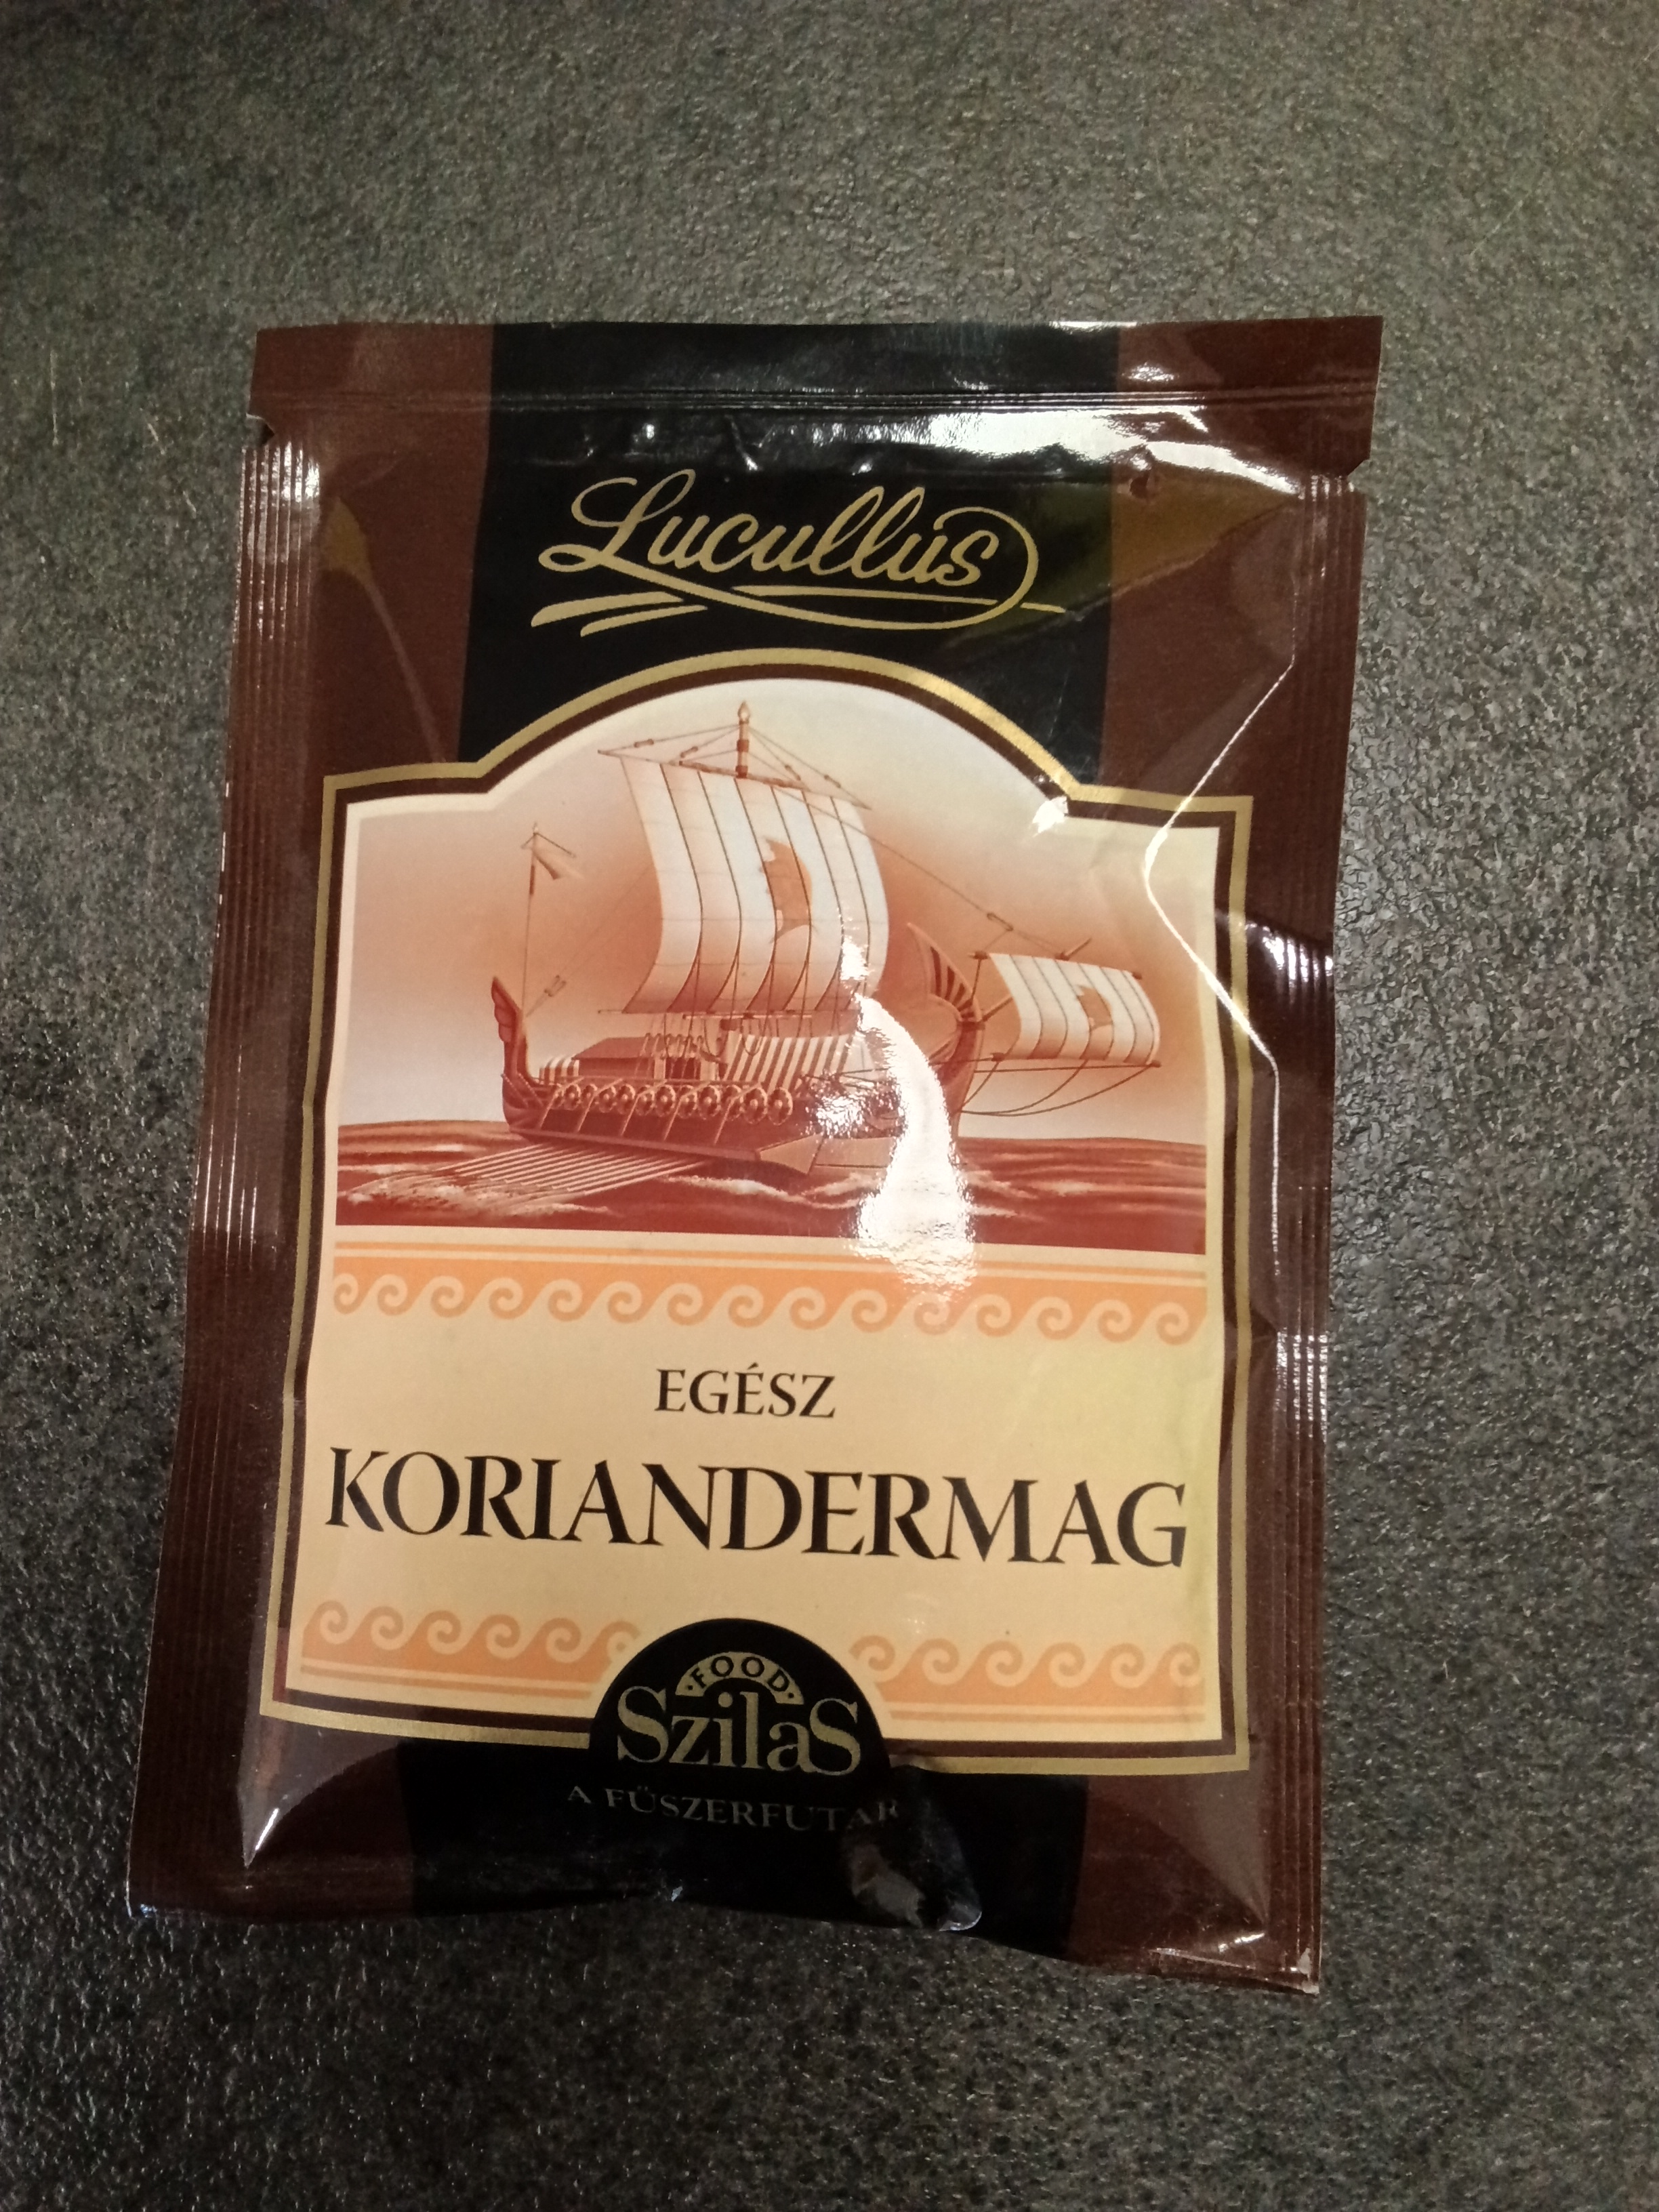 Lucullus
EGÉSZ
KORIANDERMAG
FOOD
SzilaS
A FŰSZERFUTÁR